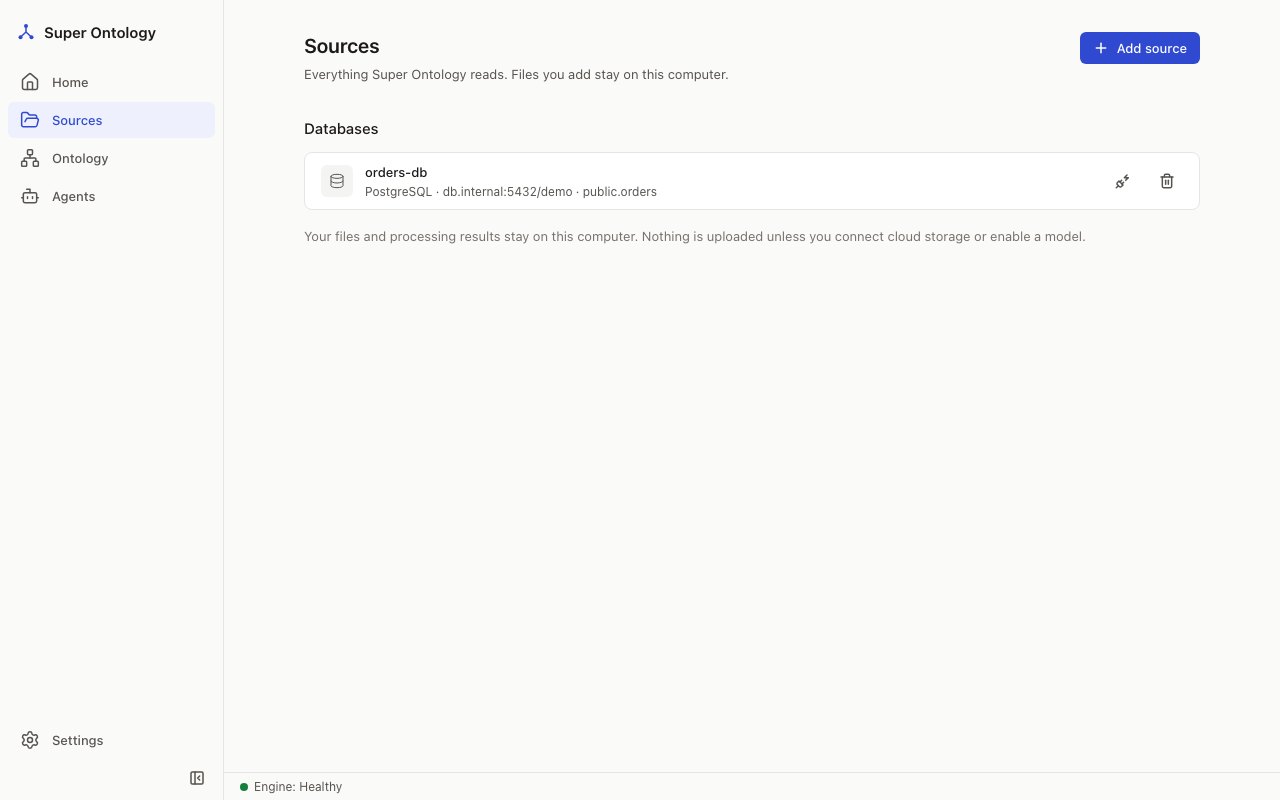 Super Ontology
Home
Sources
Ontology
Agents
Settings
Sources
Everything Super Ontology reads. Files you add stay on this computer.
Add source
Databases
orders-db
PostgreSQL · db.internal:5432/demo · public.orders
Your files and processing results stay on this computer. Nothing is uploaded unless you connect cloud storage or enable a model.
Engine: Healthy